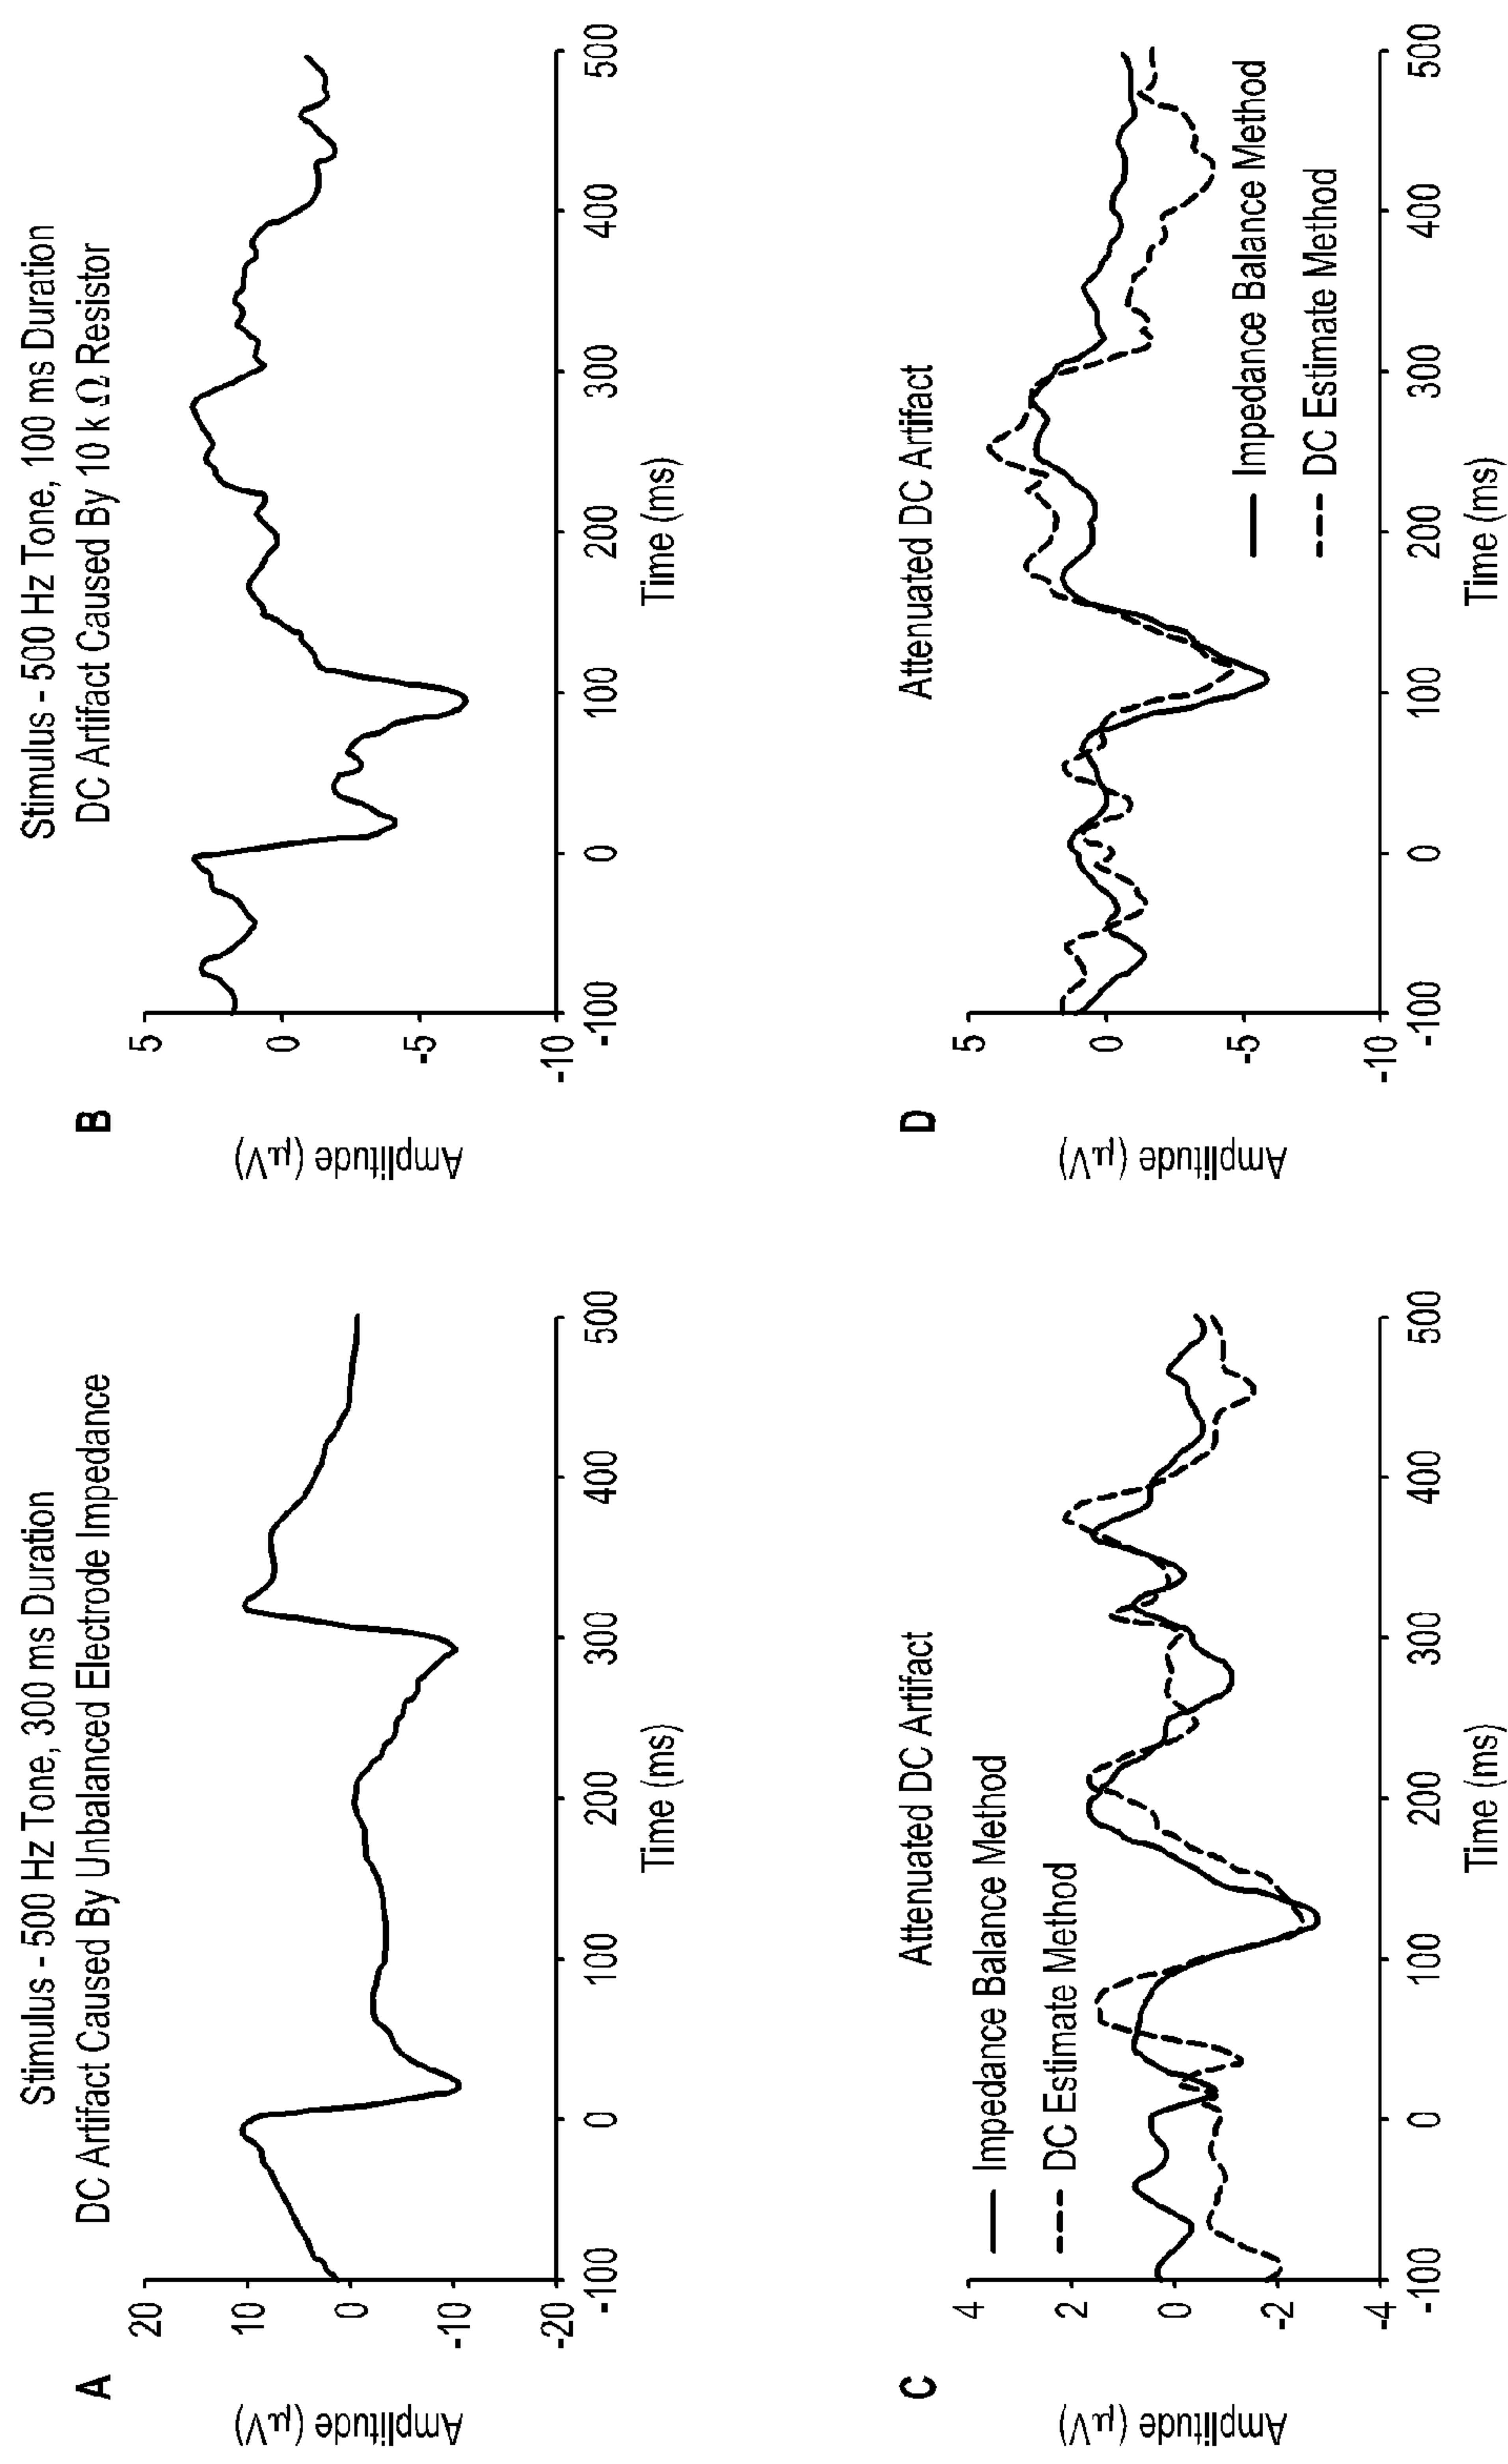 A
Stimulus - 500 Hz Tone, 300 ms Duration
DC Artifact Caused By Unbalanced Electrode Impedance
Amplitude (µV)
20
10
0
-10
-20
-100
0
100
200
300
400
500
Time (ms)
B
Stimulus - 500 Hz Tone, 100 ms Duration
DC Artifact Caused By 10 k Ω Resistor
Amplitude (µV)
5
0
-5
-10
-100
0
100
200
300
400
500
Time (ms)
C
Attenuated DC Artifact
Impedance Balance Method
DC Estimate Method
Amplitude (µV)
4
2
0
-2
-4
-100
0
100
200
300
400
500
Time (ms)
D
Attenuated DC Artifact
Amplitude (µV)
5
0
-5
-10
Impedance Balance Method
DC Estimate Method
-100
0
100
200
300
400
500
Time (ms)